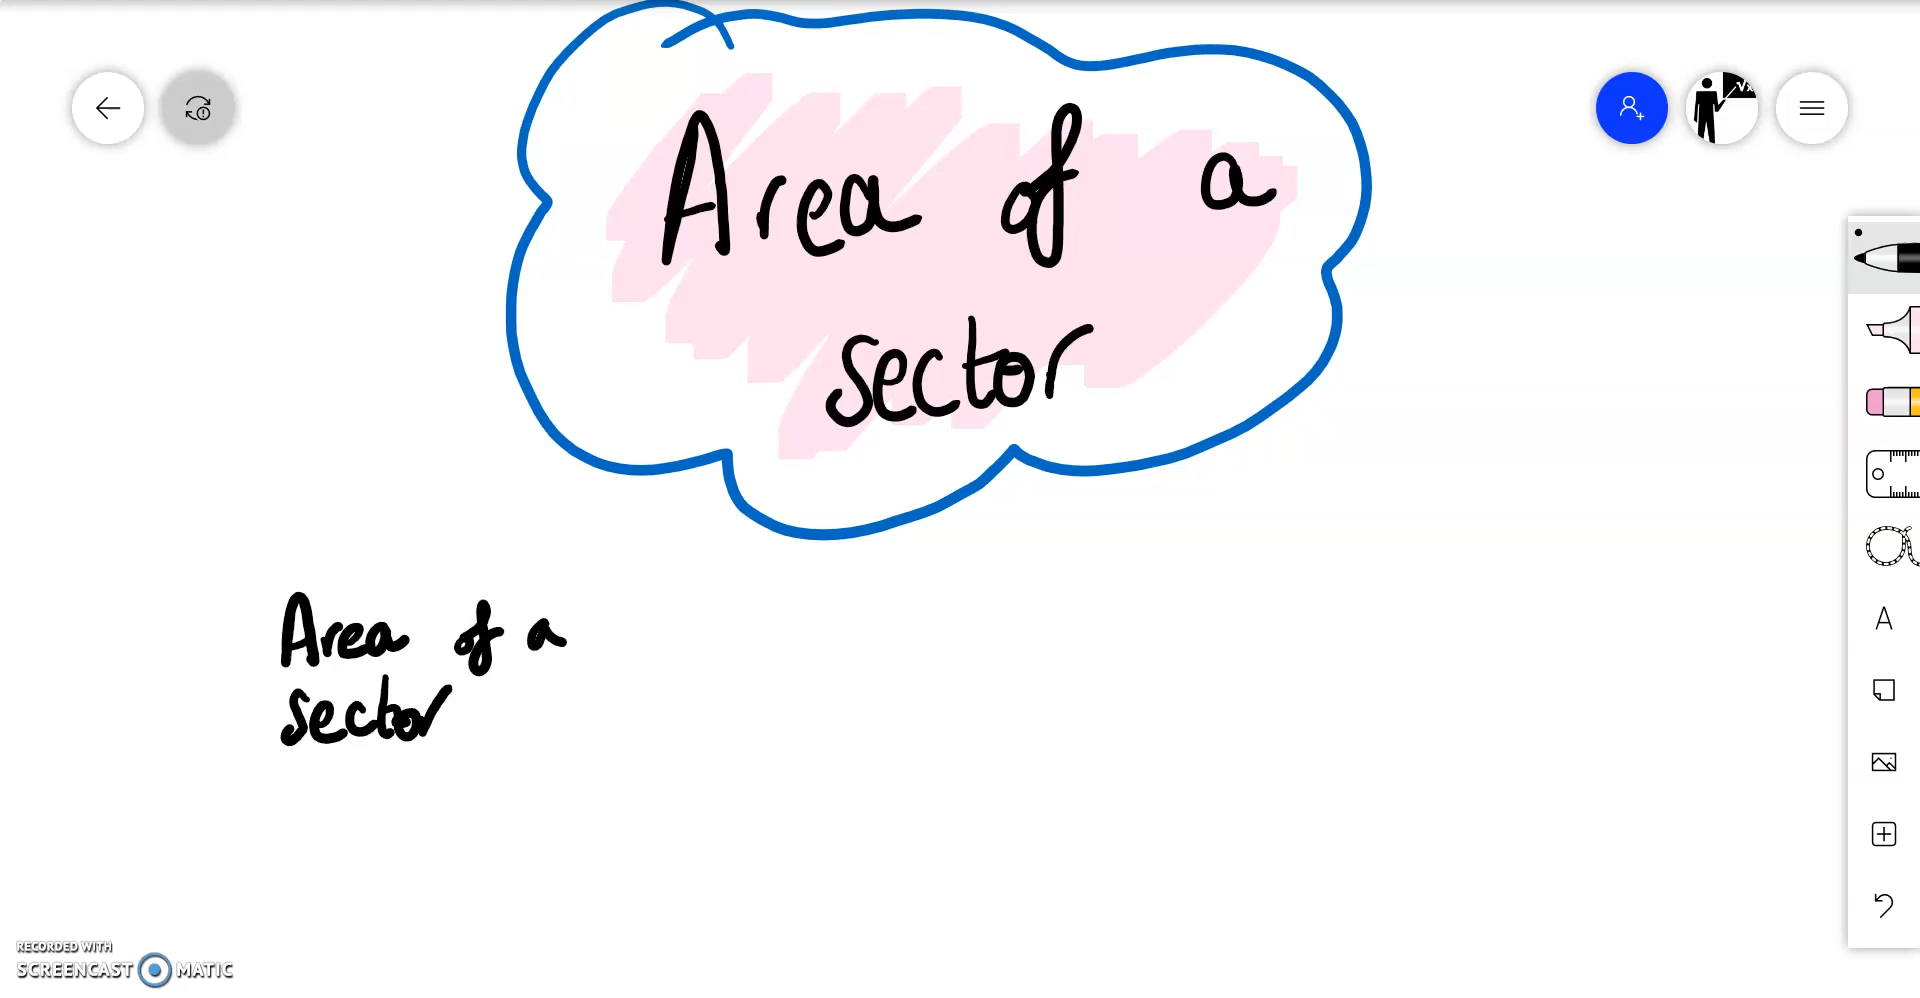 Area of a
sector
Area of a
sector
√x
A
RECORDED WITH
SCREENCAST MATIC